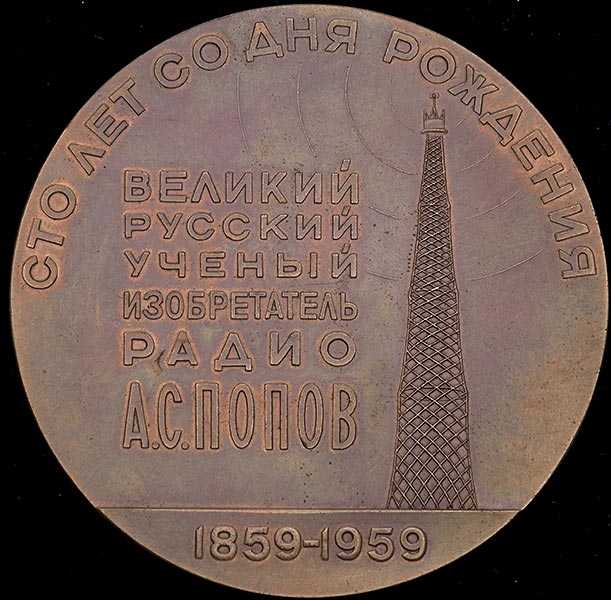 СТО ЛЕТ СО ДНЯ РОЖДЕНИЯ
ВЕЛИКИЙ
РУССКИЙ
УЧЕНЫЙ
ИЗОБРЕТАТЕЛЬ
РАДИО
А.С.ПОПОВ
1859-1959